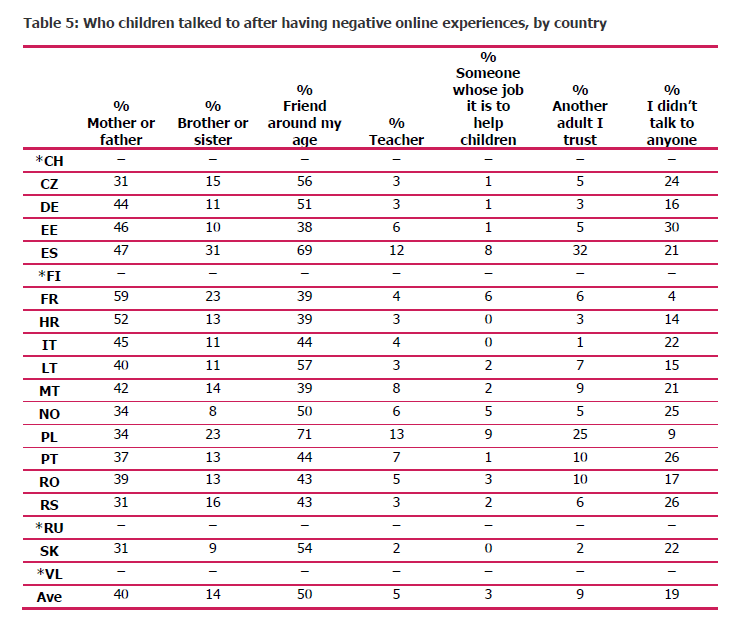 Table 5: Who children talked to after having negative online experiences, by country
% Mother or father % Brother or sister % Friend around my age % Teacher % Someone whose job it is to help children % Another adult I trust % I didn't talk to anyone
*CH – – – – – – –
CZ 31 15 56 3 1 5 24
DE 44 11 51 3 1 3 16
EE 46 10 38 6 1 5 30
ES 47 31 69 12 8 32 21
*FI – – – – – – –
FR 59 23 39 4 6 6 4
HR 52 13 39 3 0 3 14
IT 45 11 44 4 0 1 22
LT 40 11 57 3 2 7 15
MT 42 14 39 8 2 9 21
NO 34 8 50 6 5 5 25
PL 34 23 71 13 9 25 9
PT 37 13 44 7 1 10 26
RO 39 13 43 5 3 10 17
RS 31 16 43 3 2 6 26
*RU – – – – – – –
SK 31 9 54 2 0 2 22
*VL – – – – – – –
Ave 40 14 50 5 3 9 19